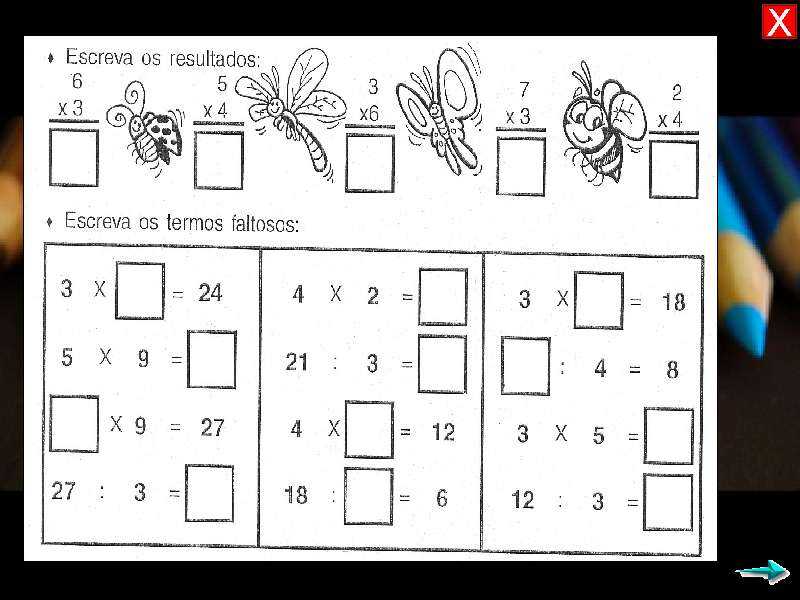 X
♦ Escreva os resultados:
6 5 3 7 2
x 3 x 4 x6 x 3 x 4
♦ Escreva os termos faltosos:
3 X = 24 4 X 2 = 3 X = 18
5 X 9 = 21 : 3 = : 4 = 8
X 9 = 27 4 X = 12 3 X 5 =
27 : 3 = 18 : = 6 12 : 3 =